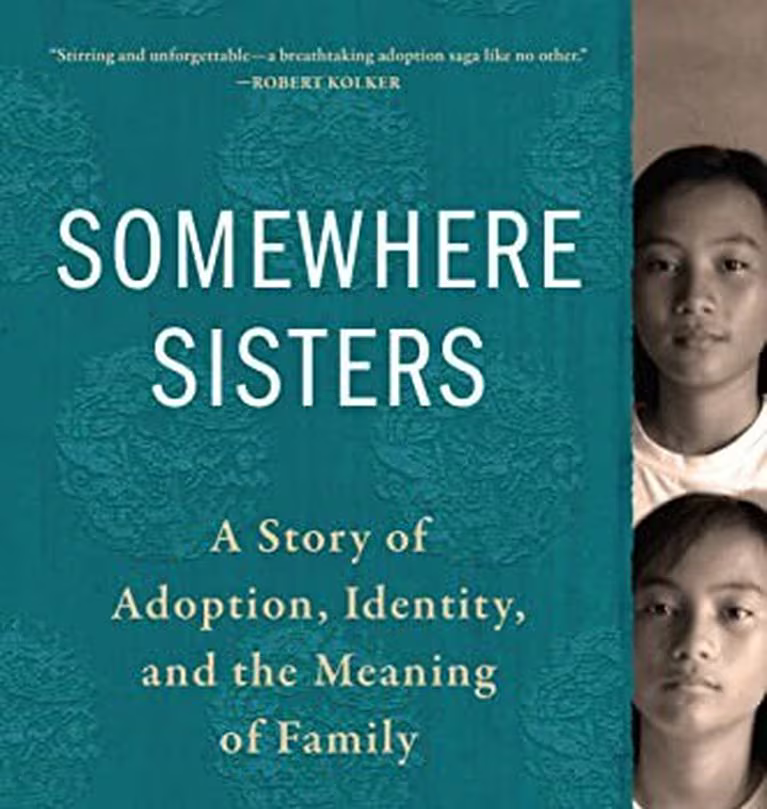 "Stirring and unforgettable—a breathtaking adoption saga like no other."
—ROBERT KOLKER
SOMEWHERE
SISTERS
A Story of
Adoption, Identity,
and the Meaning
of Family